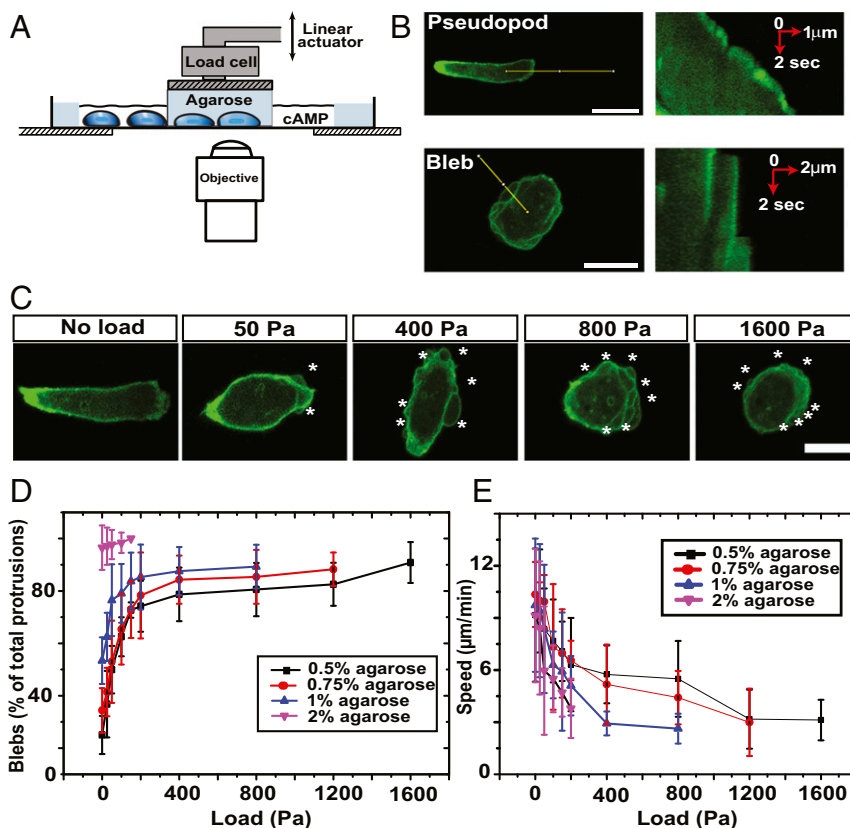 A
Linear
actuator
Load cell
Agarose
cAMP
Objective
B
Pseudopod
0
1μm
2 sec
Bleb
0
2μm
2 sec
C
No load
50 Pa
400 Pa
800 Pa
1600 Pa
* * * * * * * * * * * * * * * * * * * * *
D
Blebs (% of total protrusions)
80
40
0
0 400 800 1200 1600
Load (Pa)
0.5% agarose
0.75% agarose
1% agarose
2% agarose
E
Speed (μm/min)
12
6
0
0 400 800 1200 1600
Load (Pa)
0.5% agarose
0.75% agarose
1% agarose
2% agarose